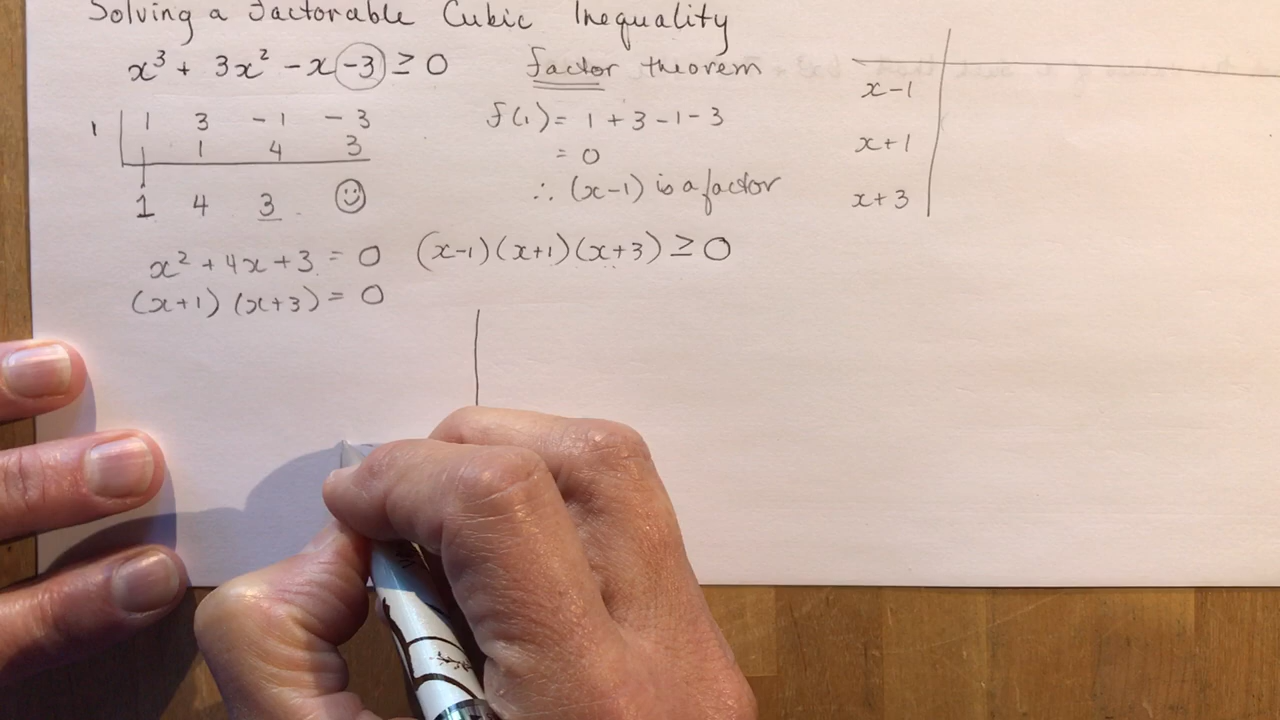 Solving a Factorable Cubic Inequality
x³ + 3x² - x - 3 ≥ 0
1 | 1 3 -1 -3
1 4 3
1 4 3
x² + 4x + 3 = 0
(x+1) (x+3) = 0
factor theorem
f(1) = 1 + 3 - 1 - 3
= 0
∴ (x-1) is a factor
(x-1)(x+1)(x+3) ≥ 0
x-1
x+1
x+3